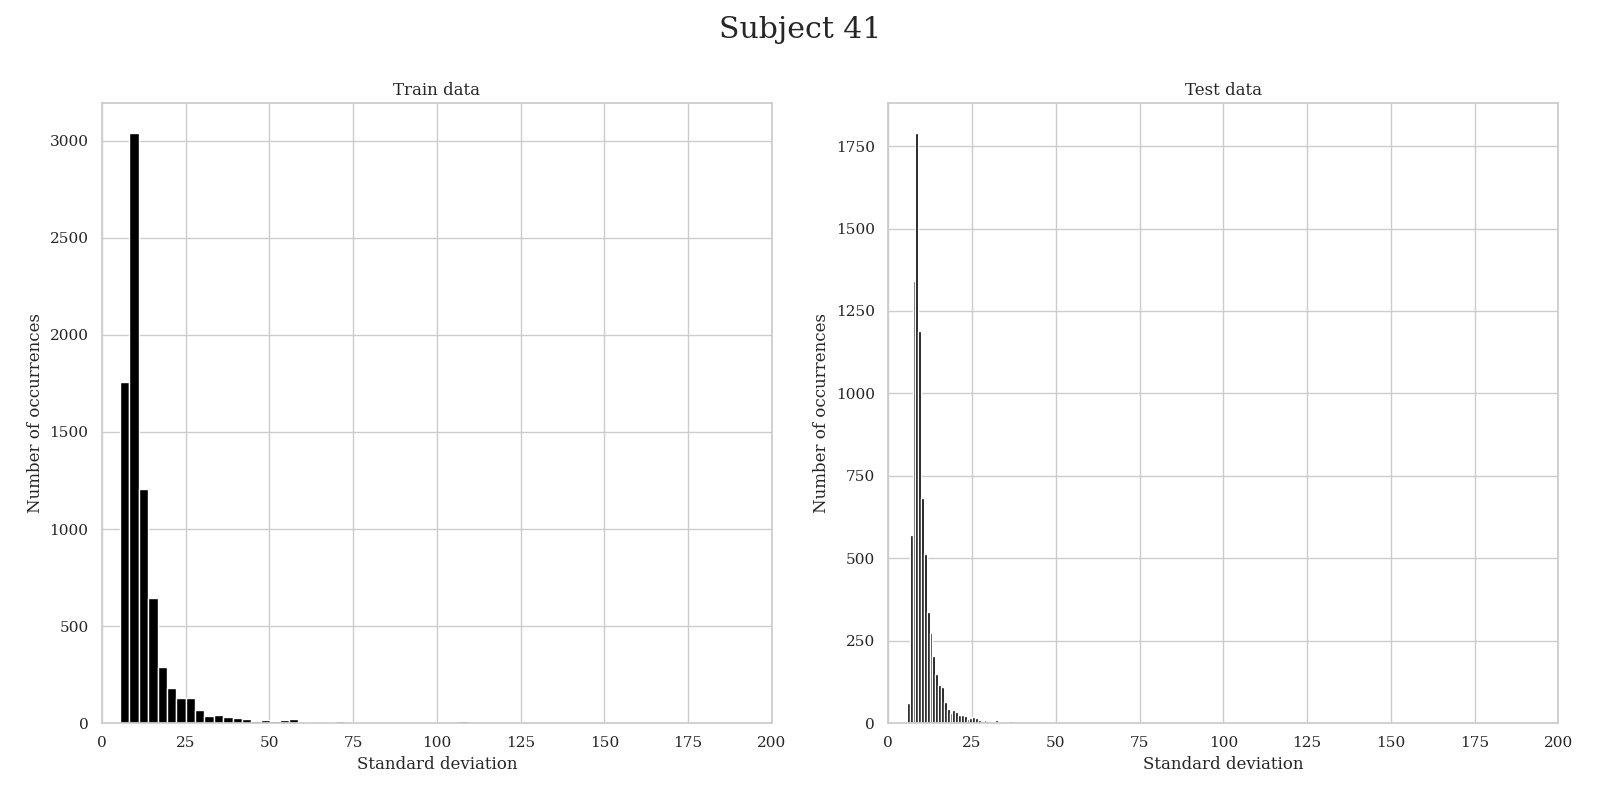 Subject 41
Train data
3000
2500
2000
1500
1000
500
0
Number of occurrences
0 25 50 75 100 125 150 175 200
Standard deviation
Test data
1750
1500
1250
1000
750
500
250
0
Number of occurrences
0 25 50 75 100 125 150 175 200
Standard deviation